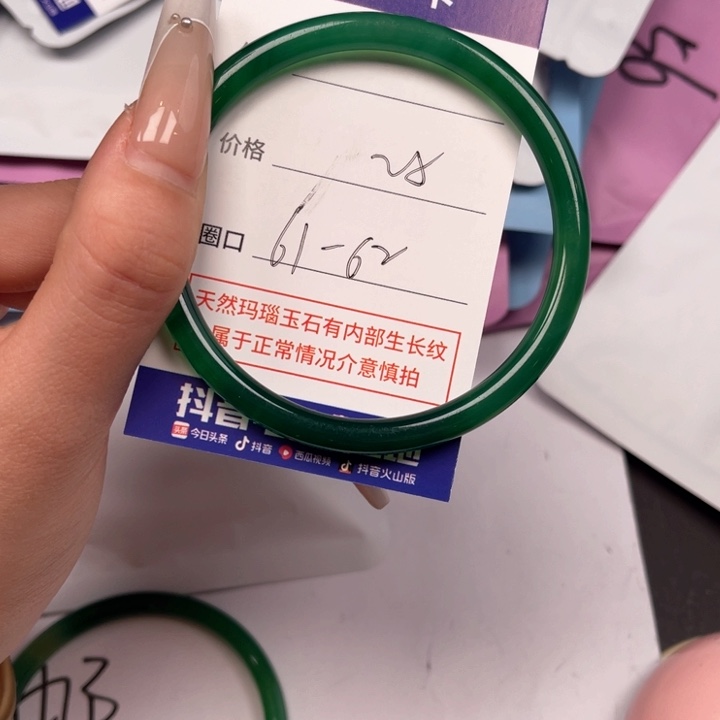 卡
价格 28
圈口 61-62
天然玛瑙玉石有内部生长纹
属于正常情况介意慎拍
抖音
今日头条 抖音 西瓜视频 抖音火山版